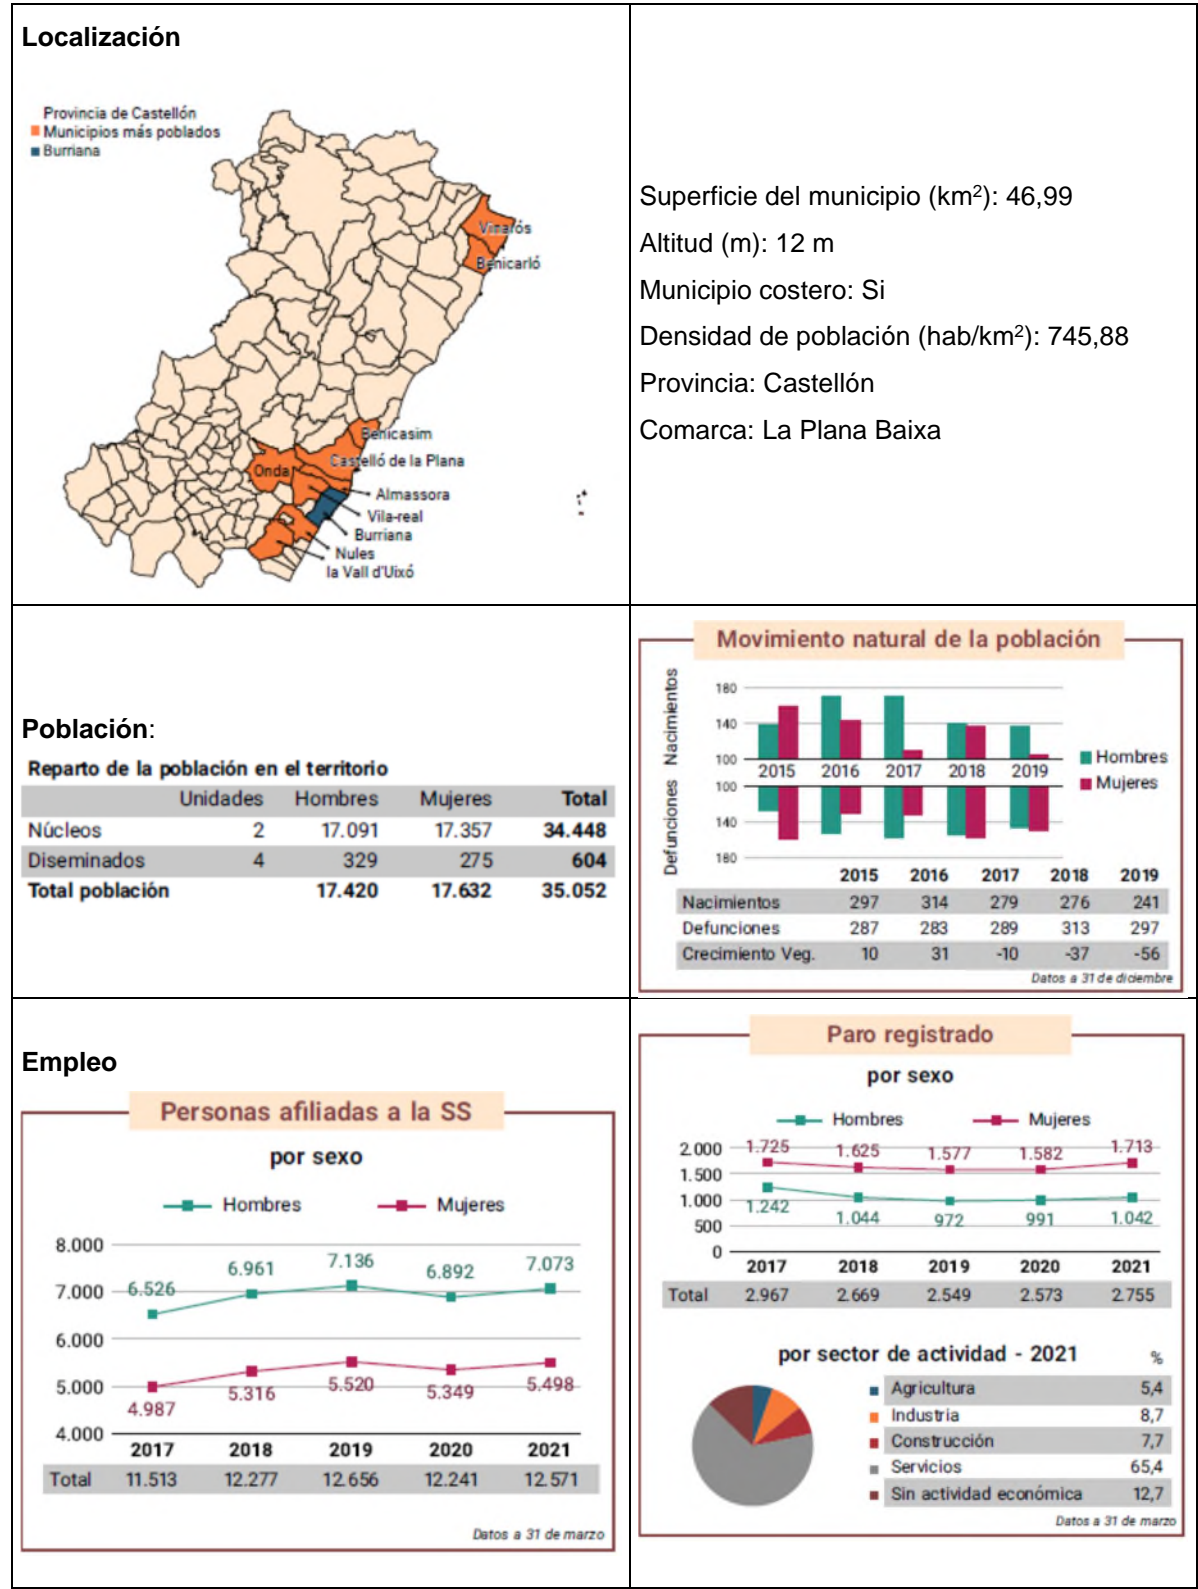 Localización
Provincia de Castellón
Municipios más poblados
Burriana
Vinarós
Benicarló
Benicasim
Castelló de la Plana
Onda
Almassora
Vila-real
Burriana
Nules
la Vall d'Uixó
Superficie del municipio (km²): 46,99
Altitud (m): 12 m
Municipio costero: Si
Densidad de población (hab/km²): 745,88
Provincia: Castellón
Comarca: La Plana Baixa
Población:
Reparto de la población en el territorio
Unidades Hombres Mujeres Total
Núcleos 2 17.091 17.357 34.448
Diseminados 4 329 275 604
Total población 17.420 17.632 35.052
Movimiento natural de la población
Nacimientos
180
140
100
2015 2016 2017 2018 2019
Hombres
Mujeres
Defunciones
100
140
180
2015 2016 2017 2018 2019
Nacimientos 297 314 279 276 241
Defunciones 287 283 289 313 297
Crecimiento Veg. 10 31 -10 -37 -56
Datos a 31 de diciembre
Empleo
Personas afiliadas a la SS
por sexo
Hombres Mujeres
8.000
7.000
6.000
5.000
4.000
6.526 6.961 7.136 6.892 7.073
4.987 5.316 5.520 5.349 5.498
2017 2018 2019 2020 2021
Total 11.513 12.277 12.656 12.241 12.571
Datos a 31 de marzo
Paro registrado
por sexo
Hombres Mujeres
2.000
1.500
1.000
500
0
1.725 1.625 1.577 1.582 1.713
1.242 1.044 972 991 1.042
2017 2018 2019 2020 2021
Total 2.967 2.669 2.549 2.573 2.755
por sector de actividad - 2021 %
Agricultura 5,4
Industria 8,7
Construcción 7,7
Servicios 65,4
Sin actividad económica 12,7
Datos a 31 de marzo